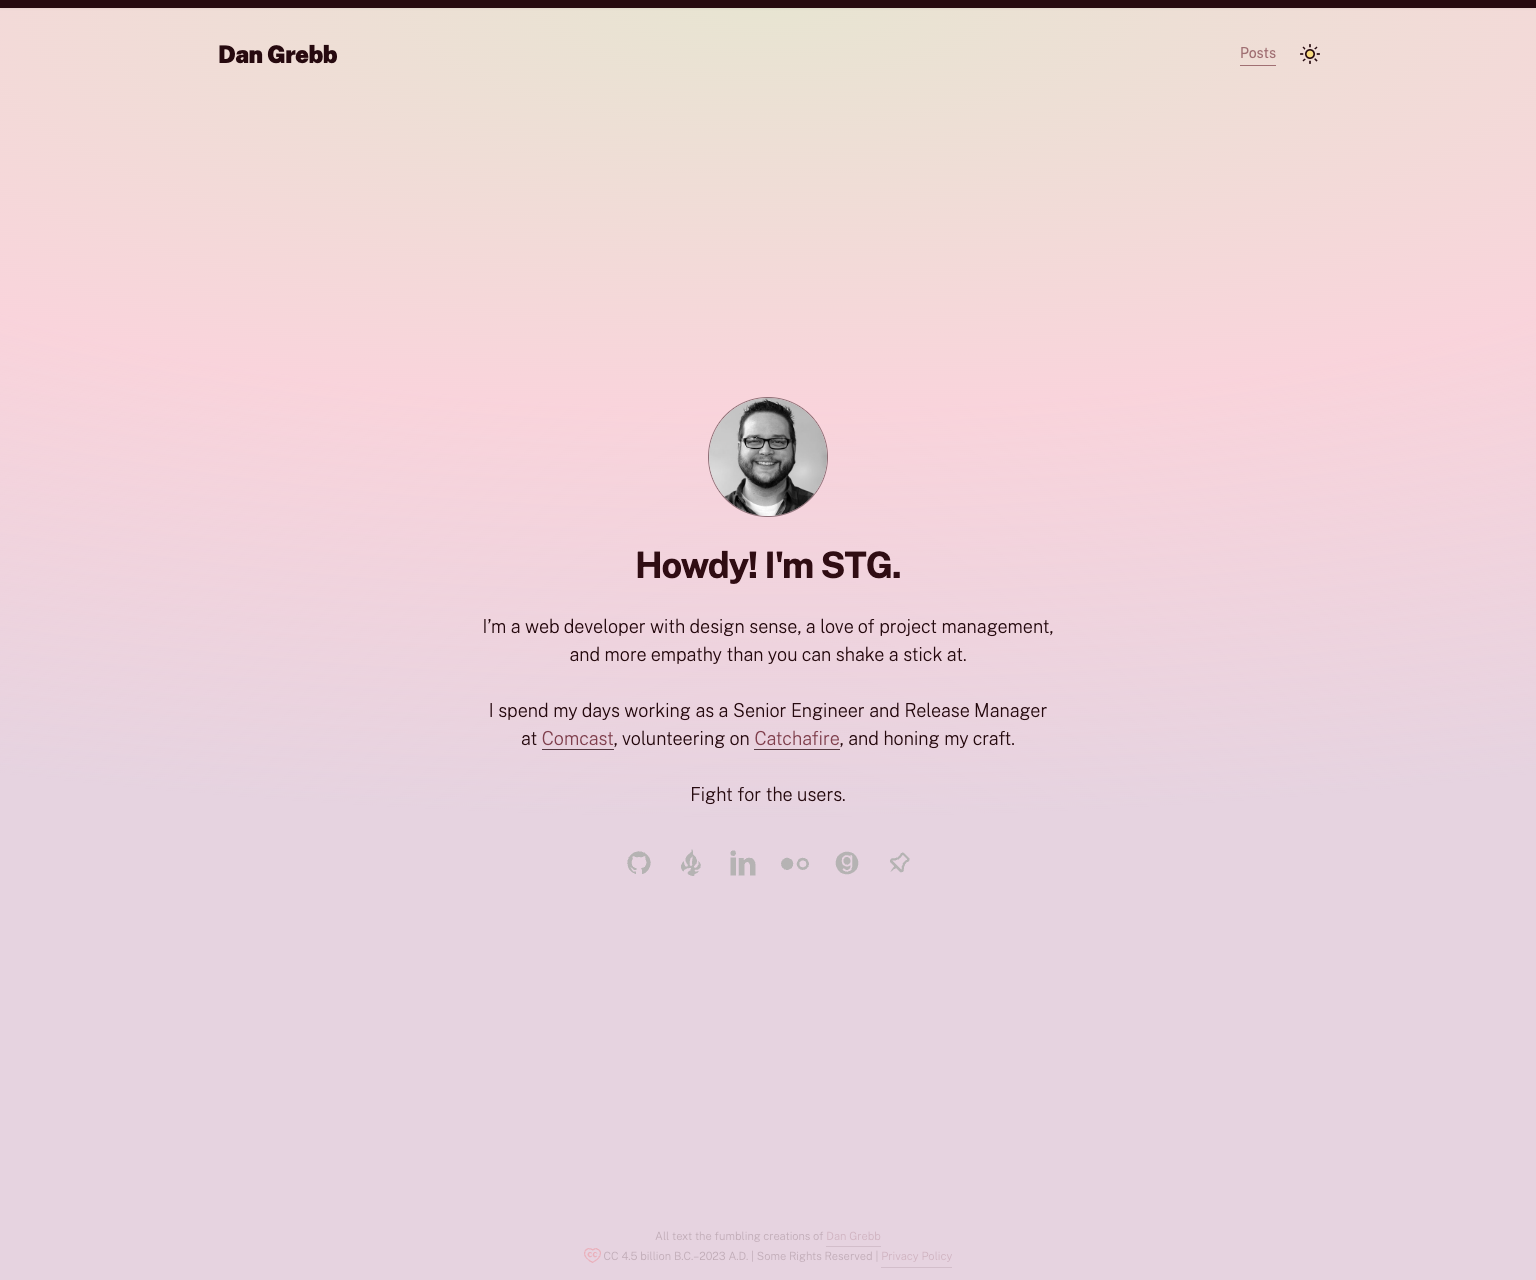 Dan Grebb
Posts
Howdy! I'm STG.
I’m a web developer with design sense, a love of project management,
and more empathy than you can shake a stick at.
I spend my days working as a Senior Engineer and Release Manager
at Comcast, volunteering on Catchafire, and honing my craft.
Fight for the users.
All text the fumbling creations of Dan Grebb
CC 4.5 billion B.C.–2023 A.D. | Some Rights Reserved | Privacy Policy